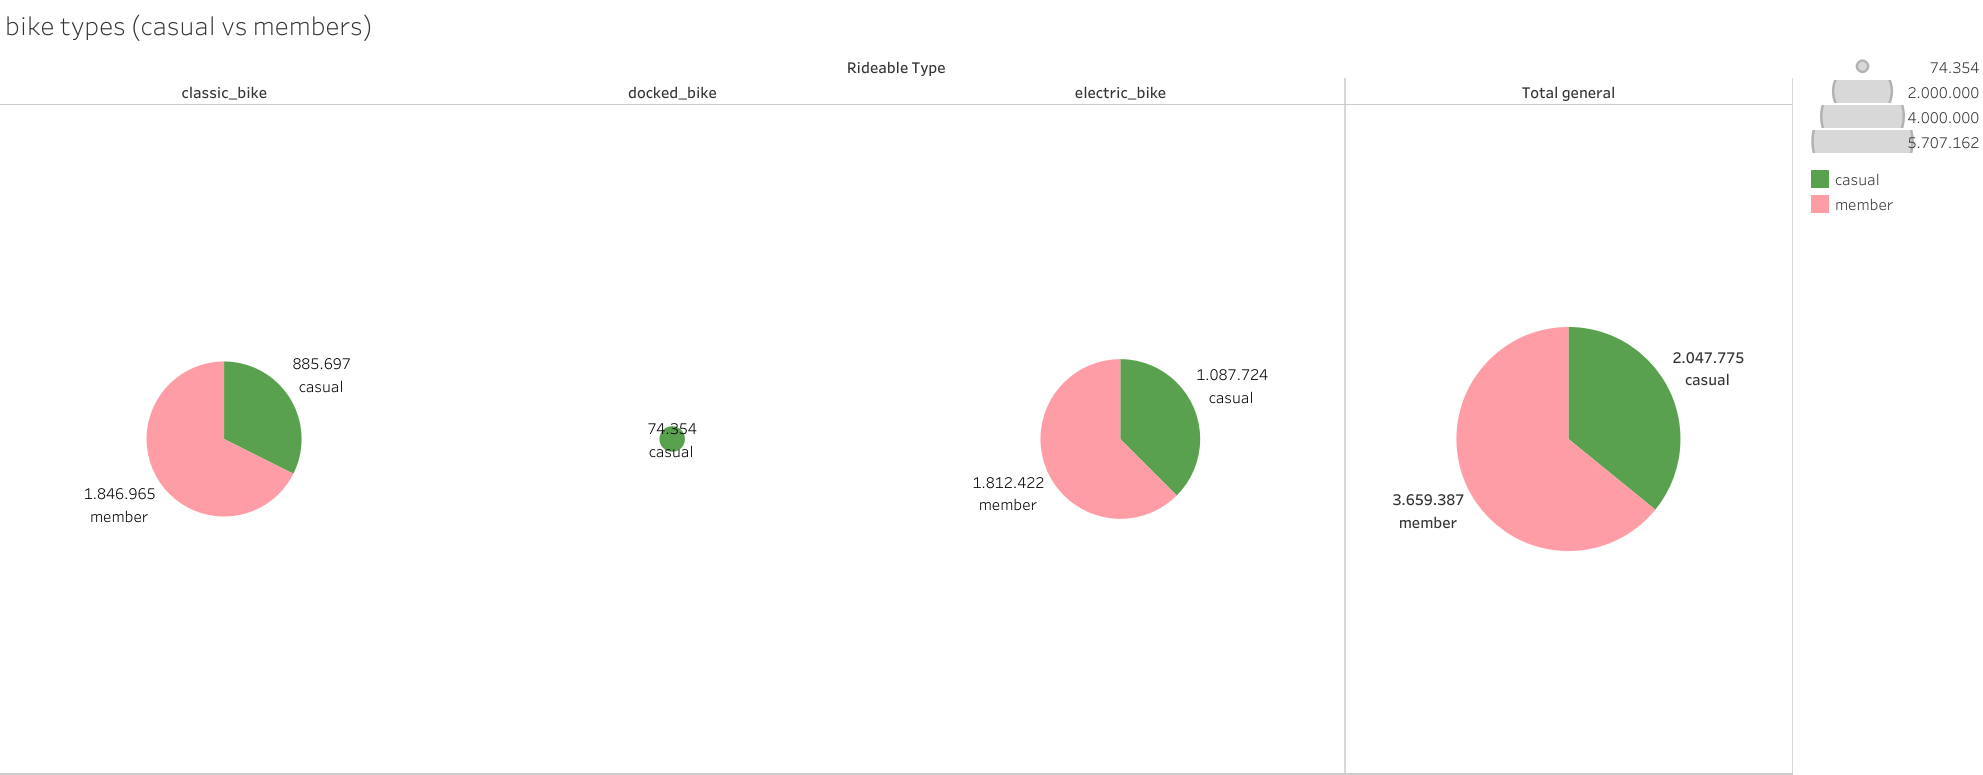 bike types (casual vs members)
Rideable Type
classic_bike
docked_bike
electric_bike
Total general
885.697
casual
1.846.965
member
74.354
casual
1.087.724
casual
1.812.422
member
2.047.775
casual
3.659.387
member
74.354
2.000.000
4.000.000
5.707.162
casual
member